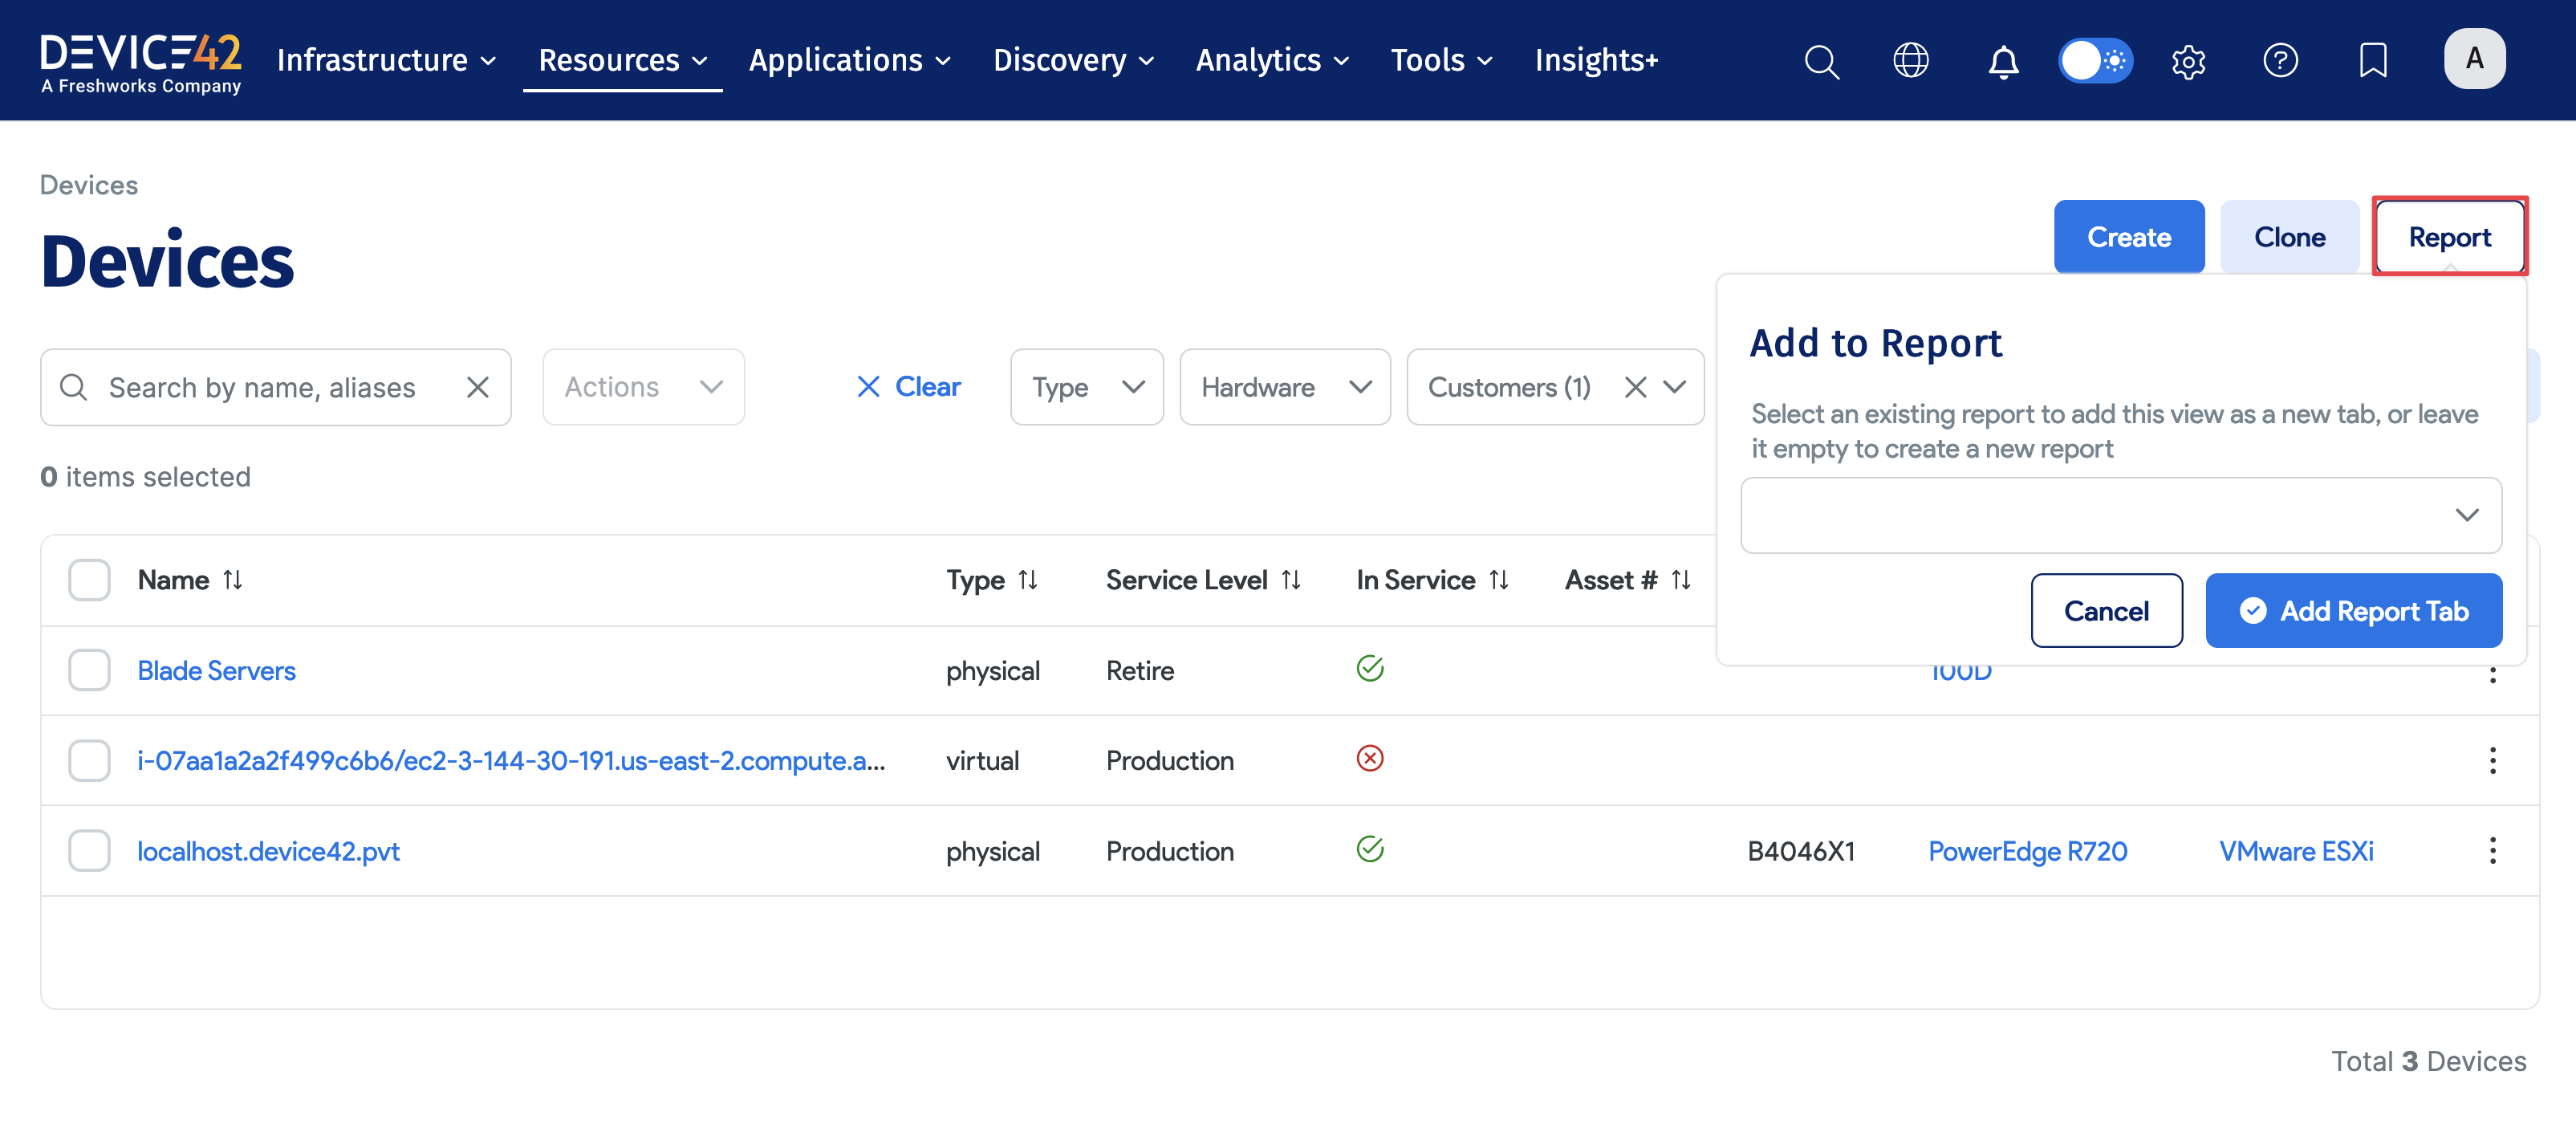 DEVICE42
A Freshworks Company
Infrastructure Resources Applications Discovery Analytics Tools Insights+
A
Devices
Devices
Create Clone Report
Search by name, aliases Actions Clear Type Hardware Customers (1)
0 items selected
Add to Report
Select an existing report to add this view as a new tab, or leave
it empty to create a new report
Cancel Add Report Tab
Name Type Service Level In Service Asset #
Blade Servers physical Retire 100D
i-07aa1a2a2f499c6b6/ec2-3-144-30-191.us-east-2.compute.a... virtual Production
localhost.device42.pvt physical Production B4046X1 PowerEdge R720 VMware ESXi
Total 3 Devices